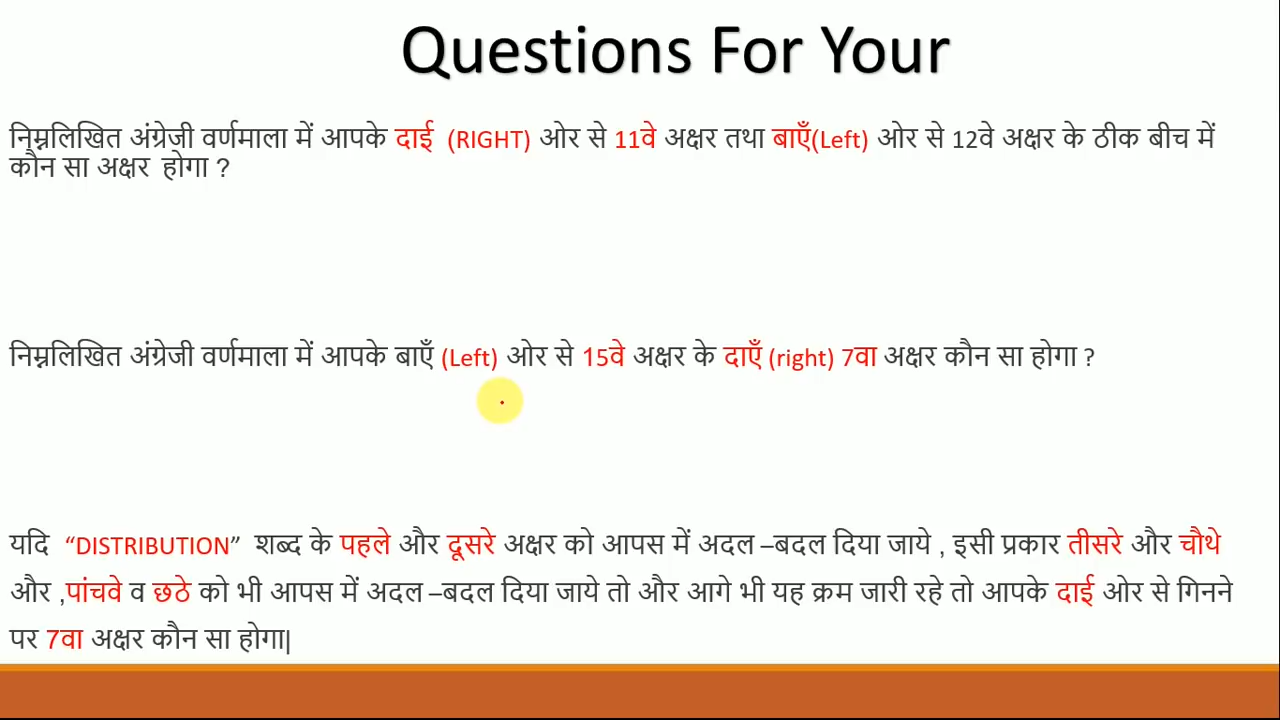 Questions For Your
निम्नलिखित अंग्रेजी वर्णमाला में आपके दाई (RIGHT) ओर से 11वे अक्षर तथा बाएँ(Left) ओर से 12वे अक्षर के ठीक बीच में
कौन सा अक्षर होगा ?
निम्नलिखित अंग्रेजी वर्णमाला में आपके बाएँ (Left) ओर से 15वे अक्षर के दाएँ (right) 7वा अक्षर कौन सा होगा ?
यदि “DISTRIBUTION” शब्द के पहले और दूसरे अक्षर को आपस में अदल –बदल दिया जाये , इसी प्रकार तीसरे और चौथे
और ,पांचवे व छठे को भी आपस में अदल –बदल दिया जाये तो और आगे भी यह क्रम जारी रहे तो आपके दाई ओर से गिनने
पर 7वा अक्षर कौन सा होगा|